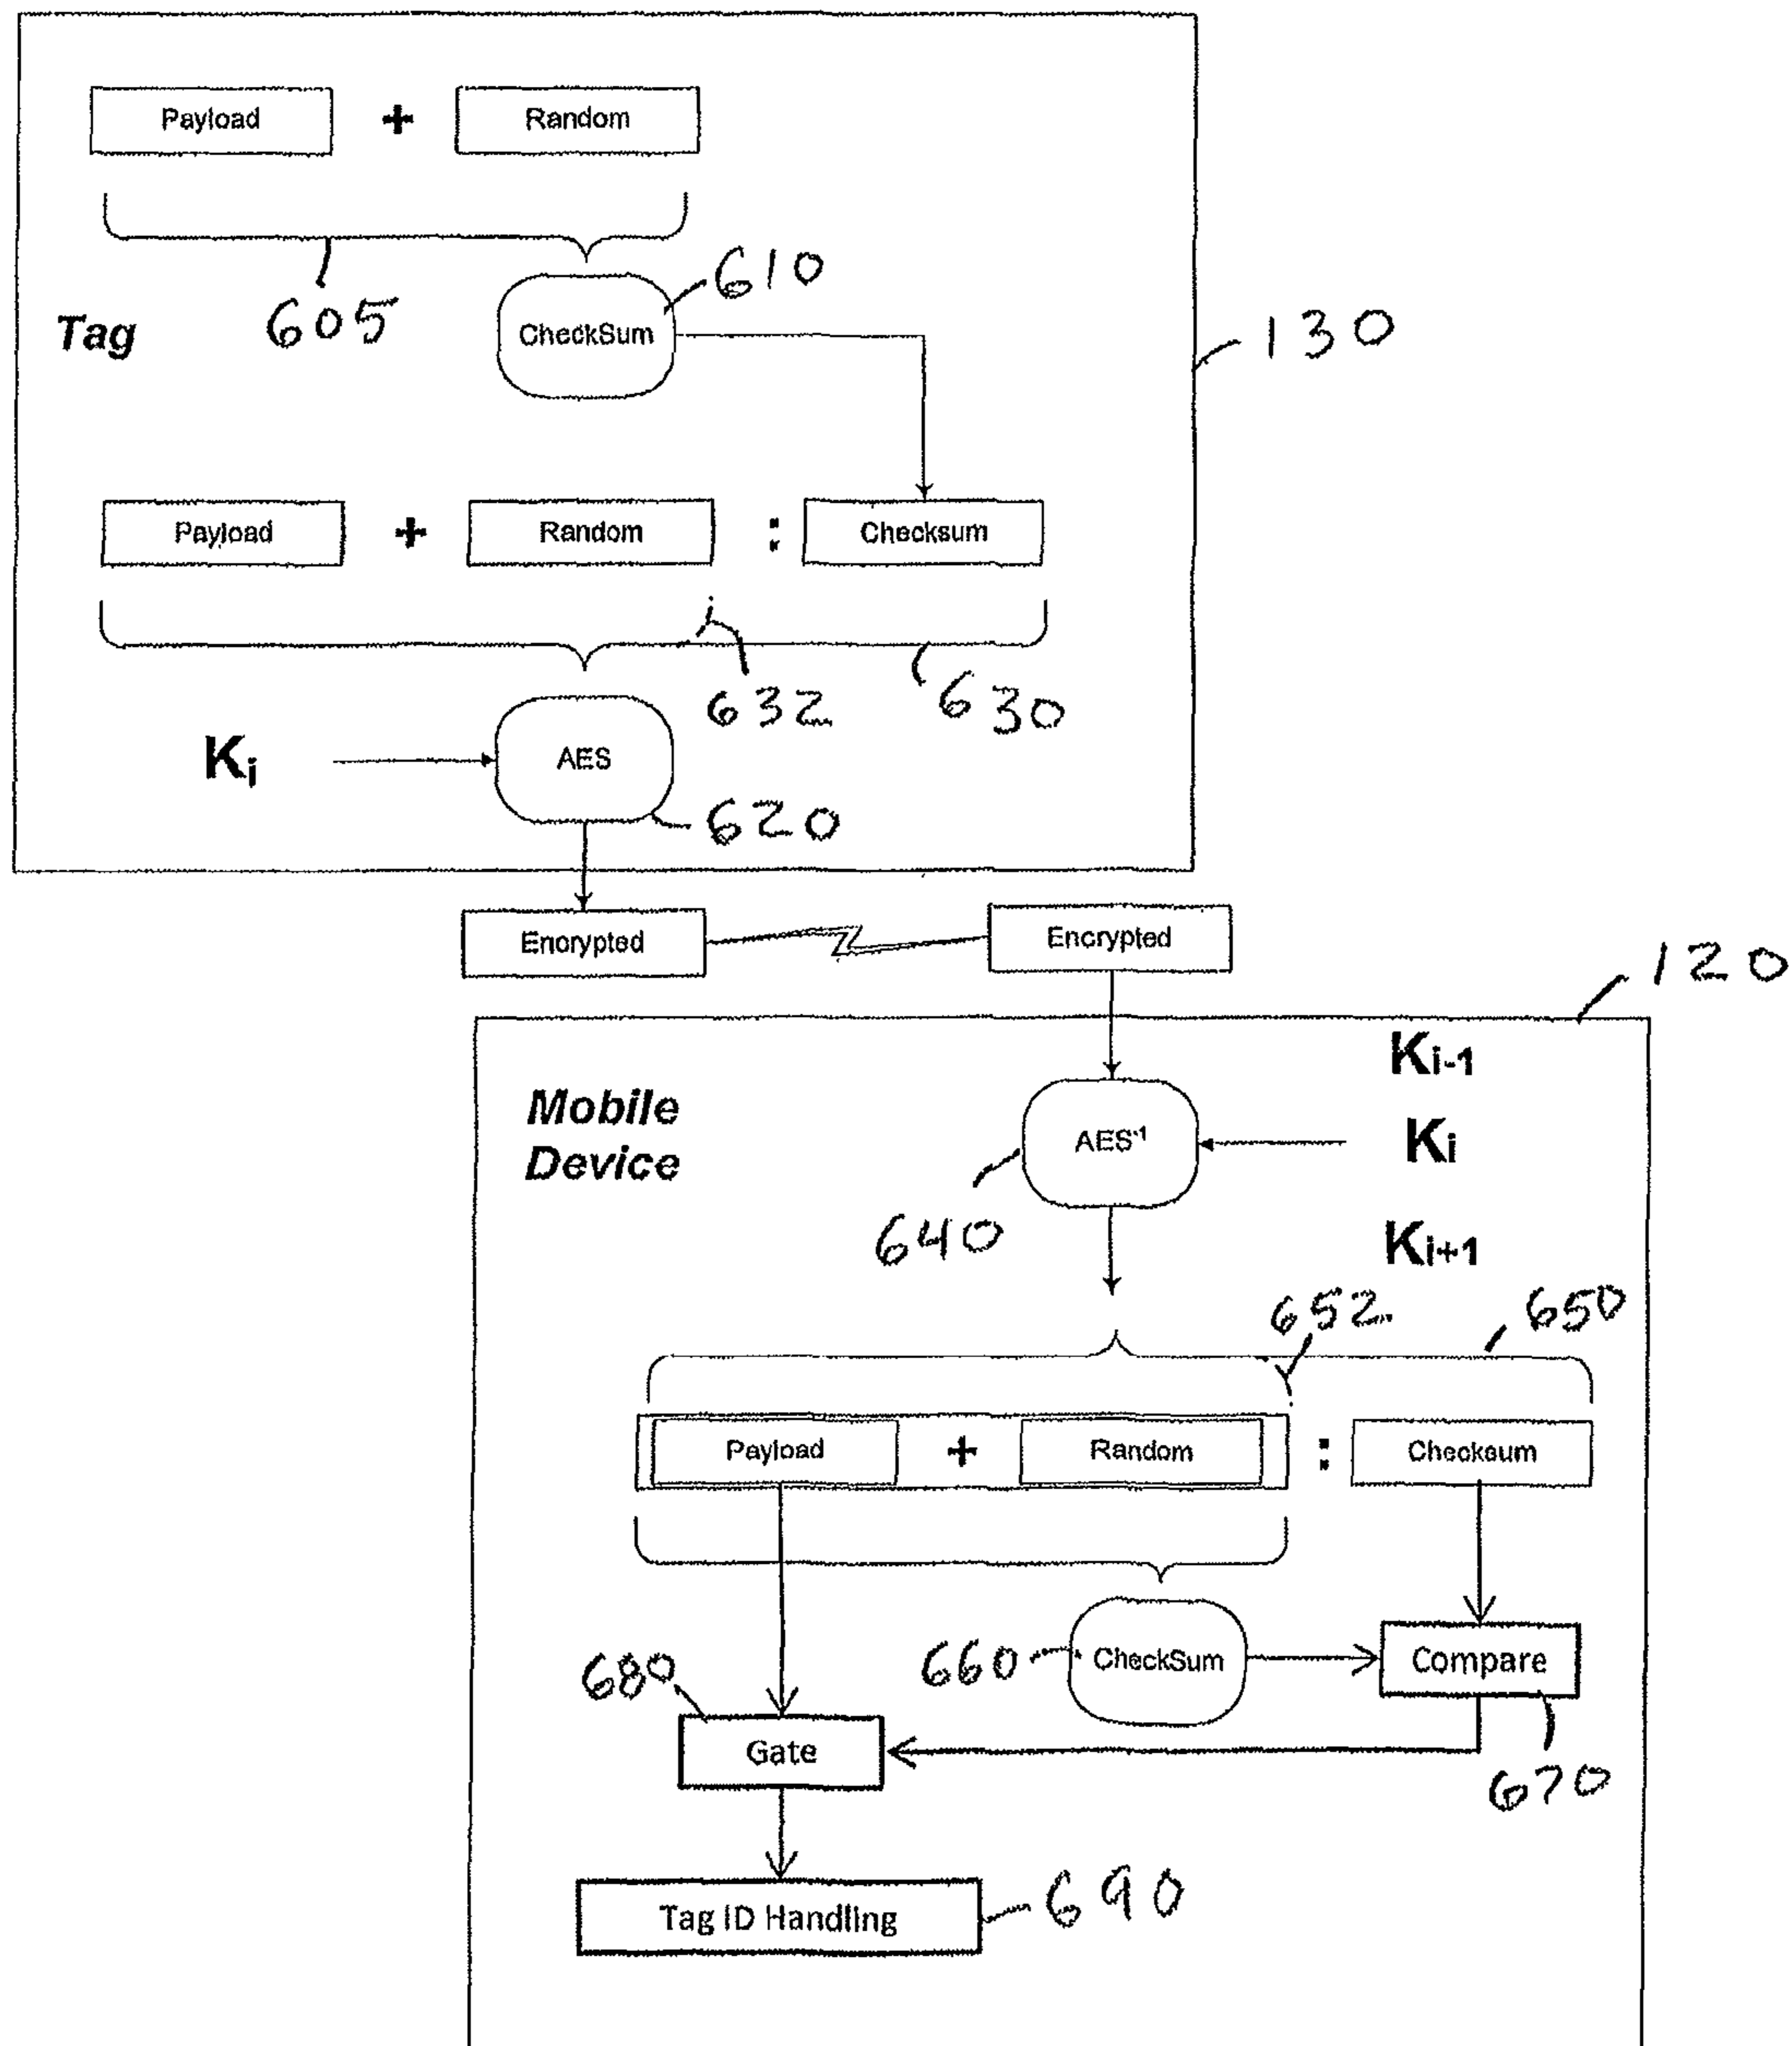 Payload + Random
610
Tag
605
CheckSum
130
Payload + Random : Checksum
632
630
Ki
AES
620
Encrypted
Encrypted
120
Mobile
Device
Ki-1
AES-1
Ki
640
Ki+1
652
650
Payload + Random : Checksum
660
CheckSum
Compare
680
Gate
670
Tag ID Handling
690